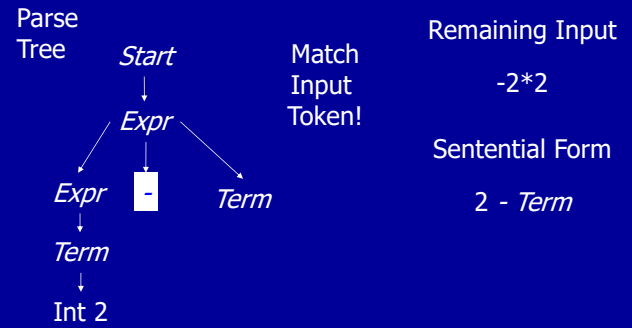 Parse
Tree
Start
Expr
Expr
-
Term
Term
Int 2
Match
Input
Token!
Remaining Input
-2*2
Sentential Form
2 - Term